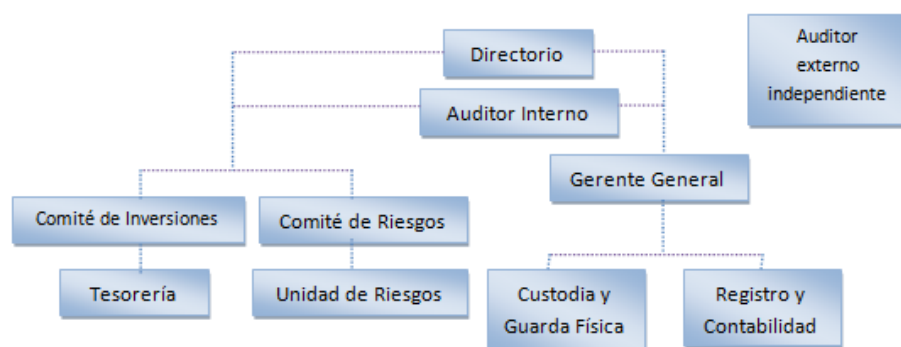 Directorio
Auditor
externo
independiente
Auditor Interno
Gerente General
Comité de Inversiones
Comité de Riesgos
Tesorería
Unidad de Riesgos
Custodia y
Guarda Física
Registro y
Contabilidad